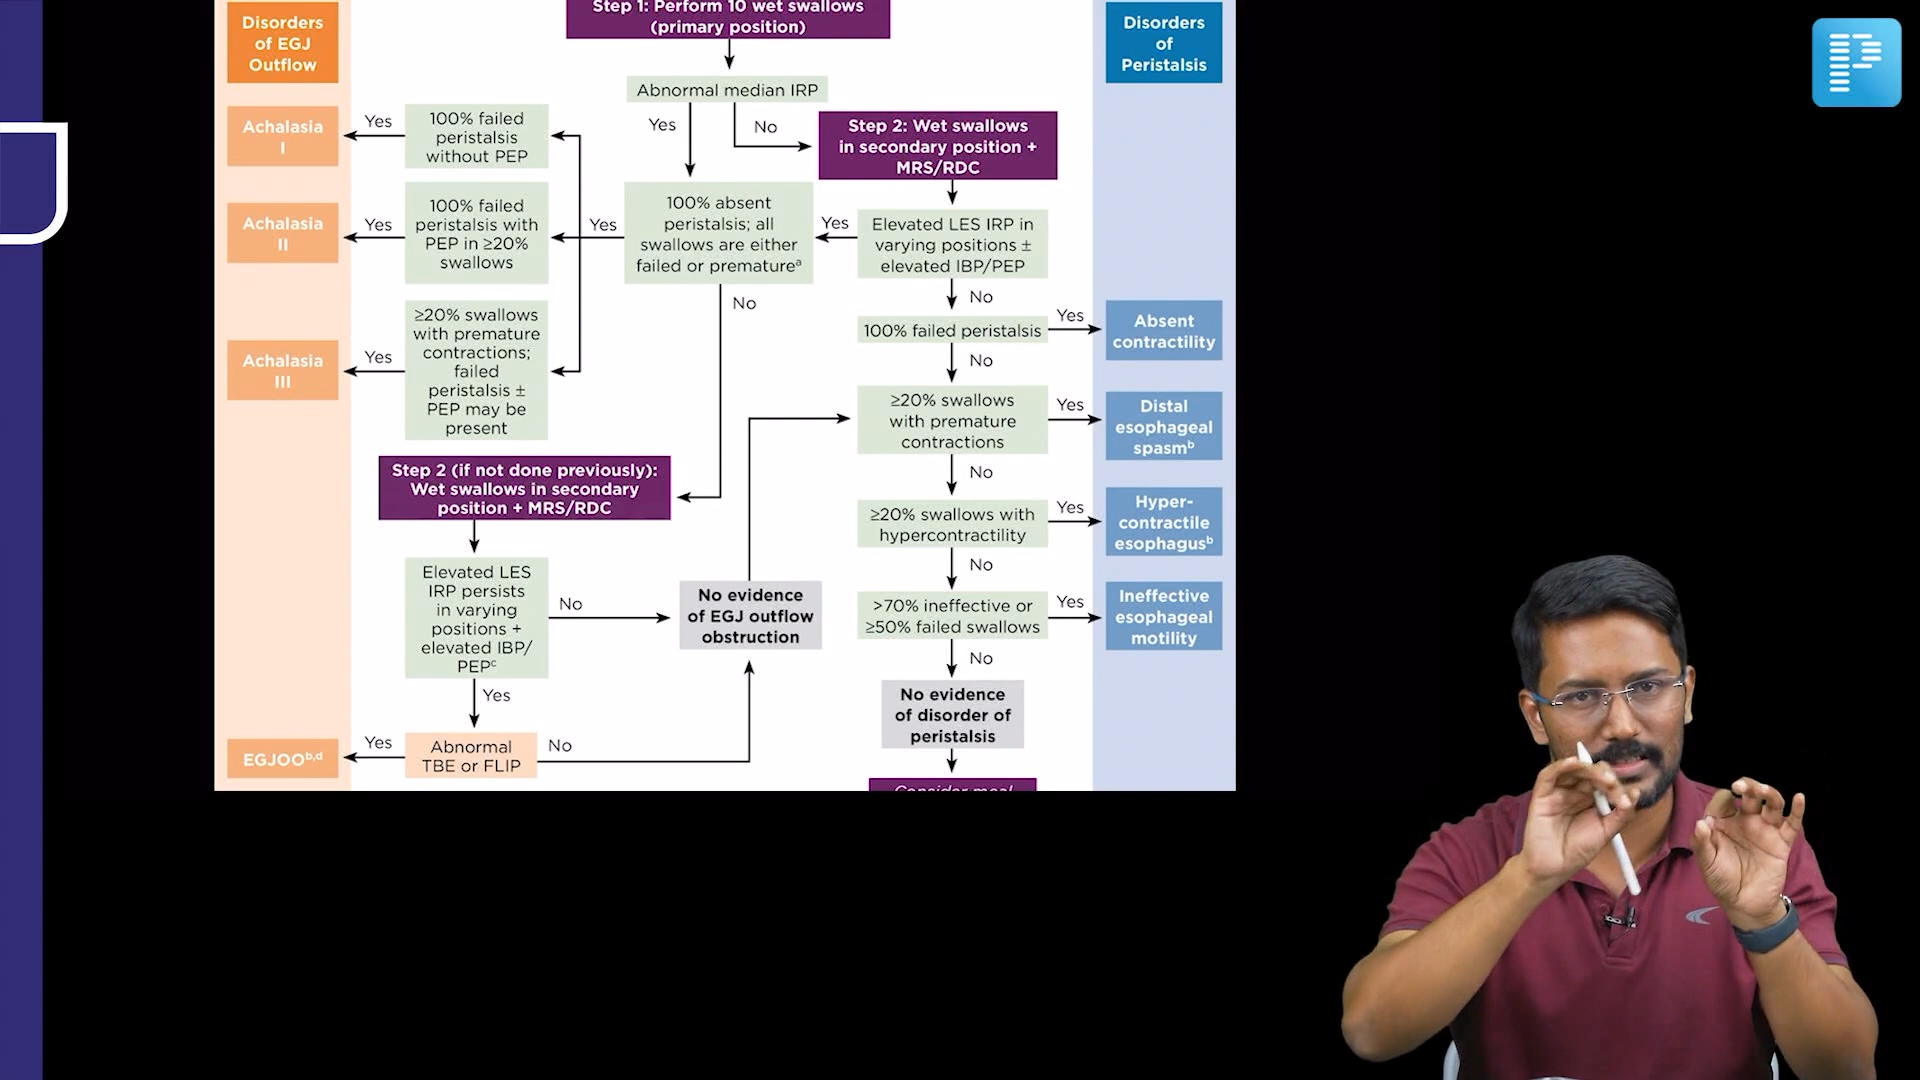 Disorders
of EGJ
Outflow
Step 1: Perform 10 wet swallows
(primary position)
Disorders
of
Peristalsis
Abnormal median IRP
Yes
No
Step 2: Wet swallows
in secondary position +
MRS/RDC
Achalasia
I
Yes
100% failed
peristalsis
without PEP
Achalasia
II
Yes
100% failed
peristalsis with
PEP in ≥20%
swallows
Yes
100% absent
peristalsis; all
swallows are either
failed or prematureᵃ
Yes
Elevated LES IRP in
varying positions ±
elevated IBP/PEP
No
No
Achalasia
III
Yes
≥20% swallows
with premature
contractions;
failed
peristalsis ±
PEP may be
present
100% failed peristalsis
Yes
Absent
contractility
No
≥20% swallows
with premature
contractions
Yes
Distal
esophageal
spasmᵇ
No
Step 2 (if not done previously):
Wet swallows in secondary
position + MRS/RDC
≥20% swallows with
hypercontractility
Yes
Hyper-
contractile
esophagusᵇ
No
Elevated LES
IRP persists
in varying
positions +
elevated IBP/
PEPᶜ
No
No evidence
of EGJ outflow
obstruction
>70% ineffective or
≥50% failed swallows
Yes
Ineffective
esophageal
motility
No
Yes
No evidence
of disorder of
peristalsis
EGJOOᵇ,ᵈ
Yes
Abnormal
TBE or FLIP
No
Consider meal